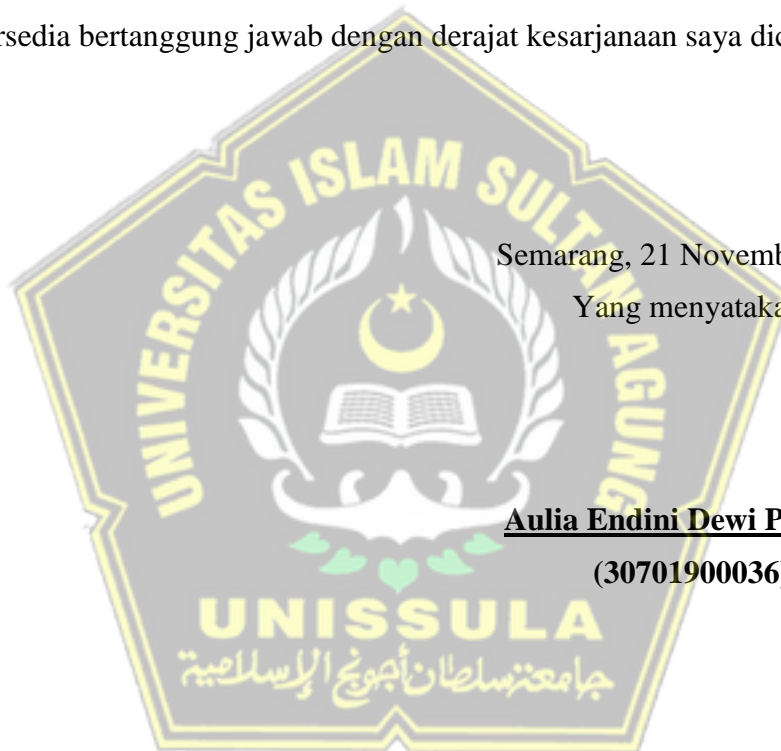 rsedia bertanggung jawab dengan derajat kesarjanaan saya dic
UNIVERSITAS ISLAM SULTAN AGUNG
Semarang, 21 Novemb
Yang menyataka
Aulia Endini Dewi P
(30701900036)
UNISSULA
جامعة سلطان أجونج الإسلامية